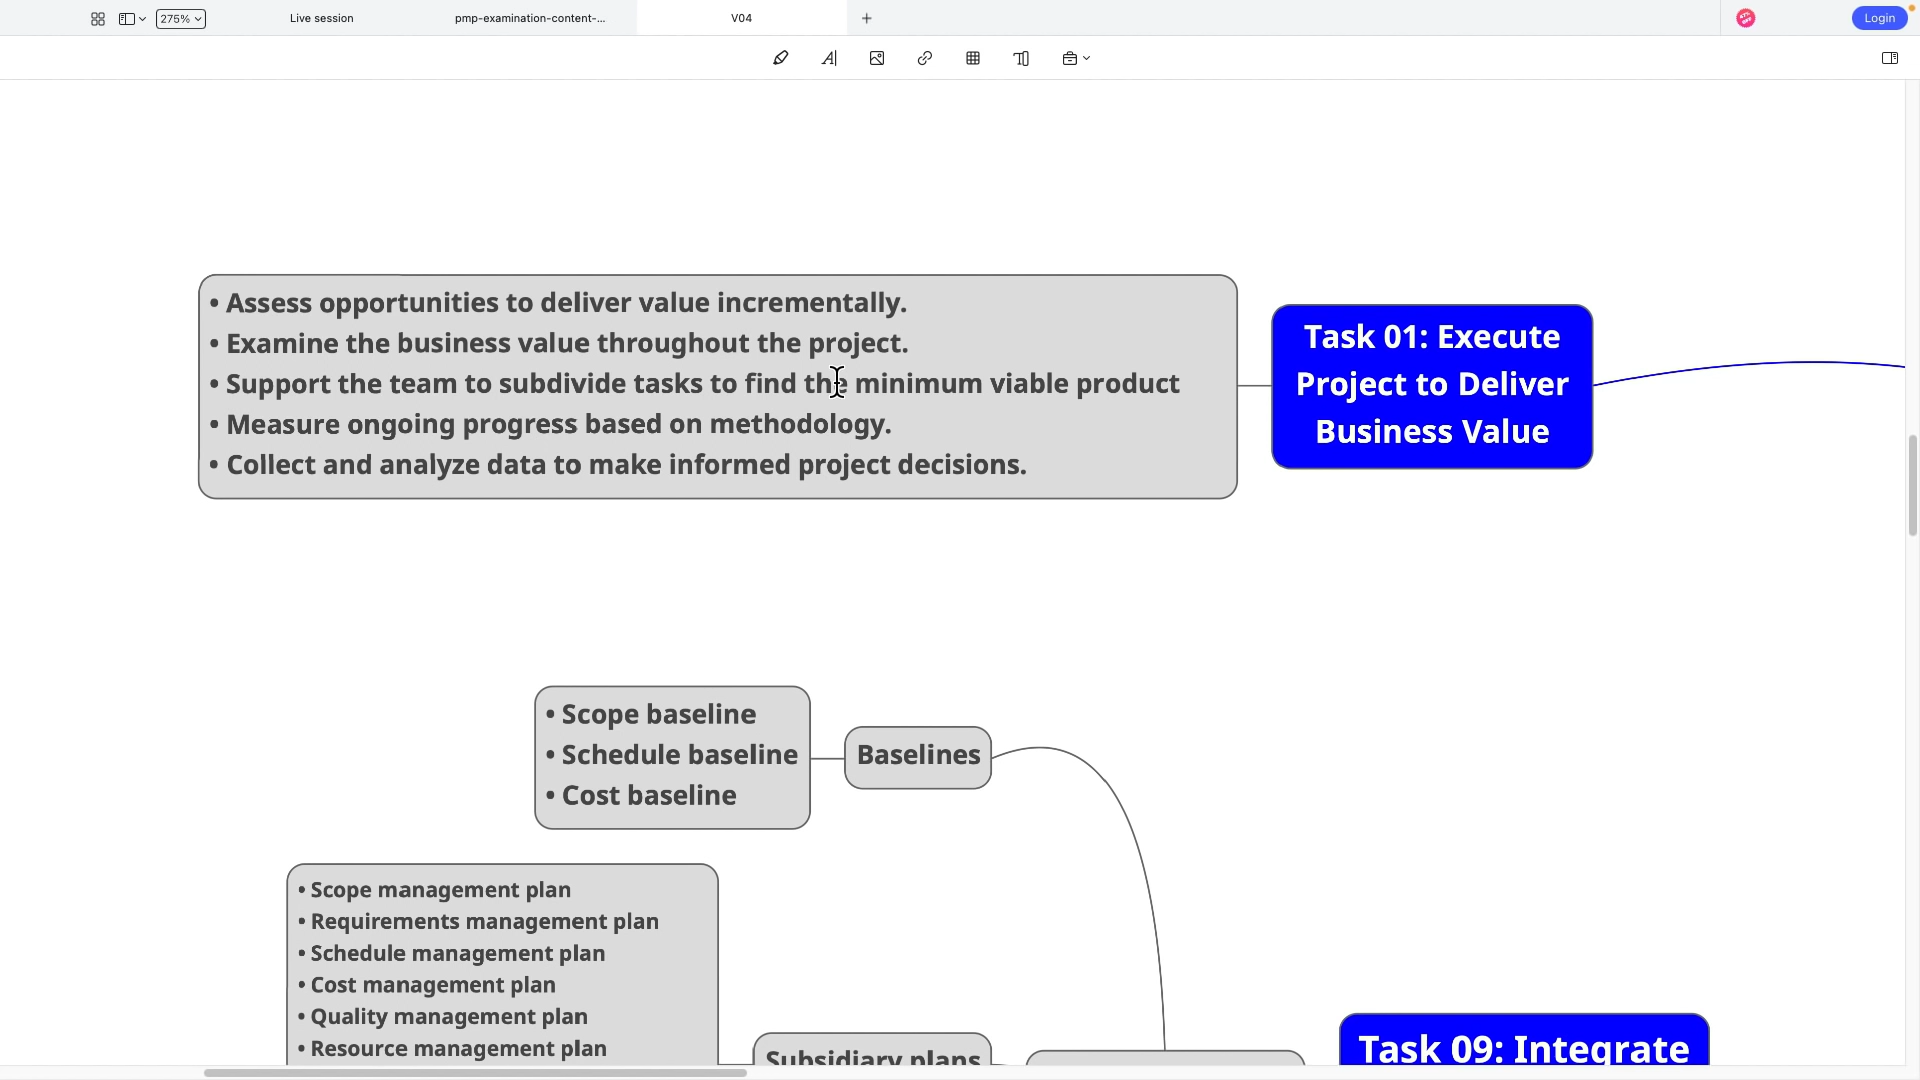 275%
Live session
pmp-examination-content-...
V04
Login
• Assess opportunities to deliver value incrementally.
• Examine the business value throughout the project.
• Support the team to subdivide tasks to find the minimum viable product
• Measure ongoing progress based on methodology.
• Collect and analyze data to make informed project decisions.
Task 01: Execute
Project to Deliver
Business Value
• Scope baseline
• Schedule baseline
• Cost baseline
Baselines
• Scope management plan
• Requirements management plan
• Schedule management plan
• Cost management plan
• Quality management plan
• Resource management plan
Subsidiary plans
Task 09: Integrate